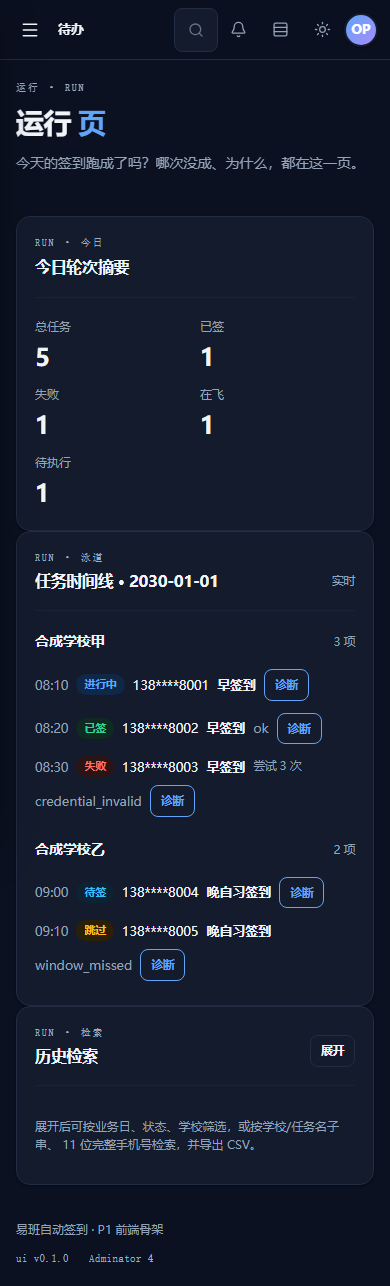 待办
OP
运行 • RUN
运行 页
今天的签到跑成了吗？哪次没成、为什么，都在这一页。
RUN • 今日
今日轮次摘要
总任务 已签
5 1
失败 在飞
1 1
待执行
1
RUN • 泳道
任务时间线 • 2030-01-01 实时
合成学校甲 3 项
08:10 进行中 138****8001 早签到 诊断
08:20 已签 138****8002 早签到 ok 诊断
08:30 失败 138****8003 早签到 尝试 3 次
credential_invalid 诊断
合成学校乙 2 项
09:00 待签 138****8004 晚自习签到 诊断
09:10 跳过 138****8005 晚自习签到
window_missed 诊断
RUN • 检索
历史检索 展开
展开后可按业务日、状态、学校筛选，或按学校/任务名子
串、 11 位完整手机号检索，并导出 CSV。
易班自动签到 · P1 前端骨架
ui v0.1.0 Adminator 4